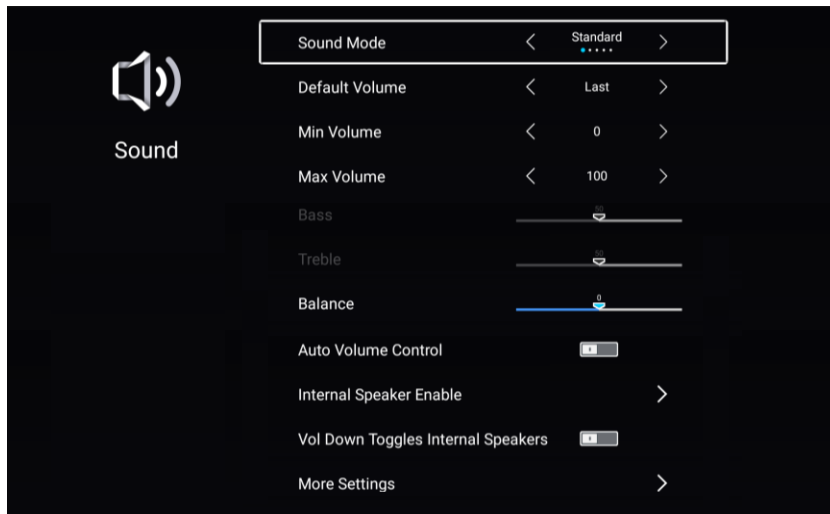 Sound
Sound Mode Standard
Default Volume Last
Min Volume 0
Max Volume 100
Bass 50
Treble 50
Balance 0
Auto Volume Control
Internal Speaker Enable
Vol Down Toggles Internal Speakers
More Settings